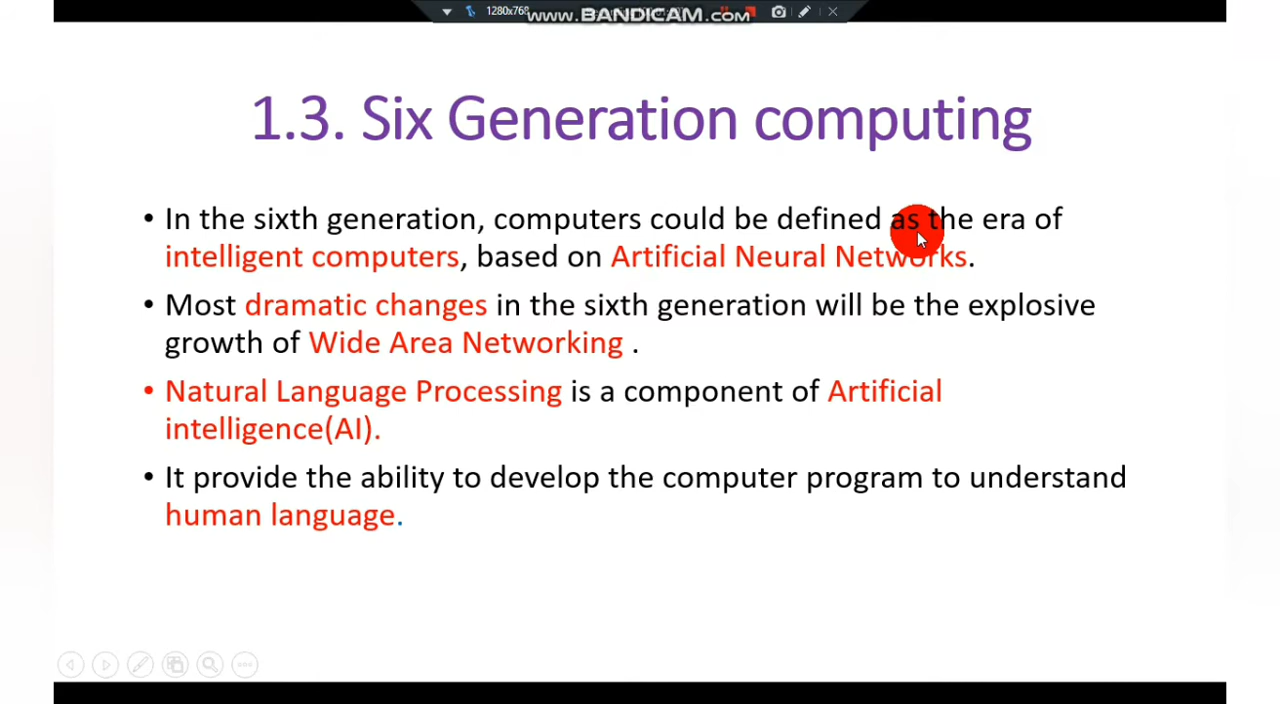 1280x768
www.BANDICAM.com
1.3. Six Generation computing
• In the sixth generation, computers could be defined as the era of
intelligent computers, based on Artificial Neural Networks.
• Most dramatic changes in the sixth generation will be the explosive
growth of Wide Area Networking .
• Natural Language Processing is a component of Artificial
intelligence(AI).
• It provide the ability to develop the computer program to understand
human language.